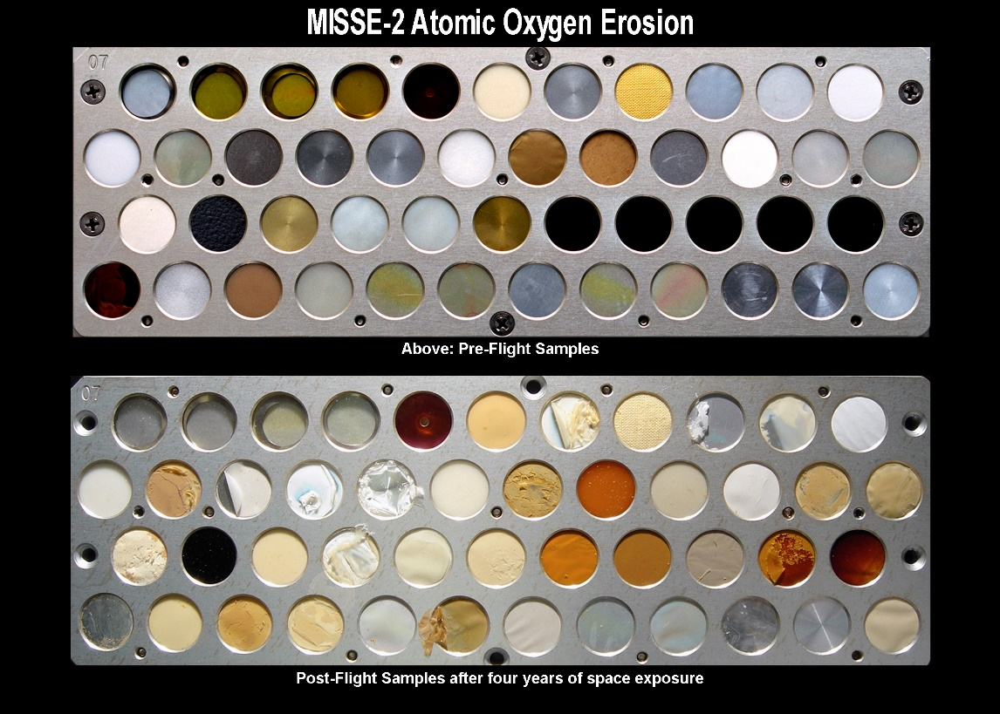 MISSE-2 Atomic Oxygen Erosion
07
Above: Pre-Flight Samples
07
Post-Flight Samples after four years of space exposure